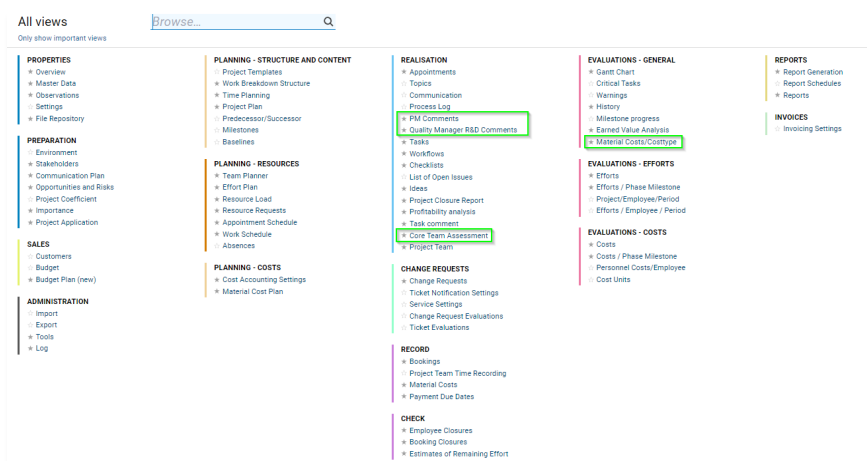 All views
Browse...
Only show important views
PROPERTIES
Overview
Master Data
Observations
Settings
File Repository
PREPARATION
Environment
Stakeholders
Communication Plan
Opportunities and Risks
Project Coefficient
Importance
Project Application
SALES
Customers
Budget
Budget Plan (new)
ADMINISTRATION
Import
Export
Tools
Log
PLANNING - STRUCTURE AND CONTENT
Project Templates
Work Breakdown Structure
Time Planning
Project Plan
Predecessor/Successor
Milestones
Baselines
PLANNING - RESOURCES
Team Planner
Effort Plan
Resource Load
Resource Requests
Appointment Schedule
Work Schedule
Absences
PLANNING - COSTS
Cost Accounting Settings
Material Cost Plan
REALISATION
Appointments
Topics
Communication
Process Log
PM Comments
Quality Manager R&D Comments
Tasks
Workflows
Checklists
List of Open Issues
Ideas
Project Closure Report
Profitability analysis
Task comment
Core Team Assessment
Project Team
CHANGE REQUESTS
Change Requests
Ticket Notification Settings
Service Settings
Change Request Evaluations
Ticket Evaluations
RECORD
Bookings
Project Team Time Recording
Material Costs
Payment Due Dates
CHECK
Employee Closures
Booking Closures
Estimates of Remaining Effort
EVALUATIONS - GENERAL
Gantt Chart
Critical Tasks
Warnings
History
Milestone progress
Earned Value Analysis
Material Costs/Costtype
EVALUATIONS - EFFORTS
Efforts
Efforts / Phase Milestone
Project/Employee/Period
Efforts / Employee / Period
EVALUATIONS - COSTS
Costs
Costs / Phase Milestone
Personnel Costs/Employee
Cost Units
REPORTS
Report Generation
Report Schedules
Reports
INVOICES
Invoicing Settings